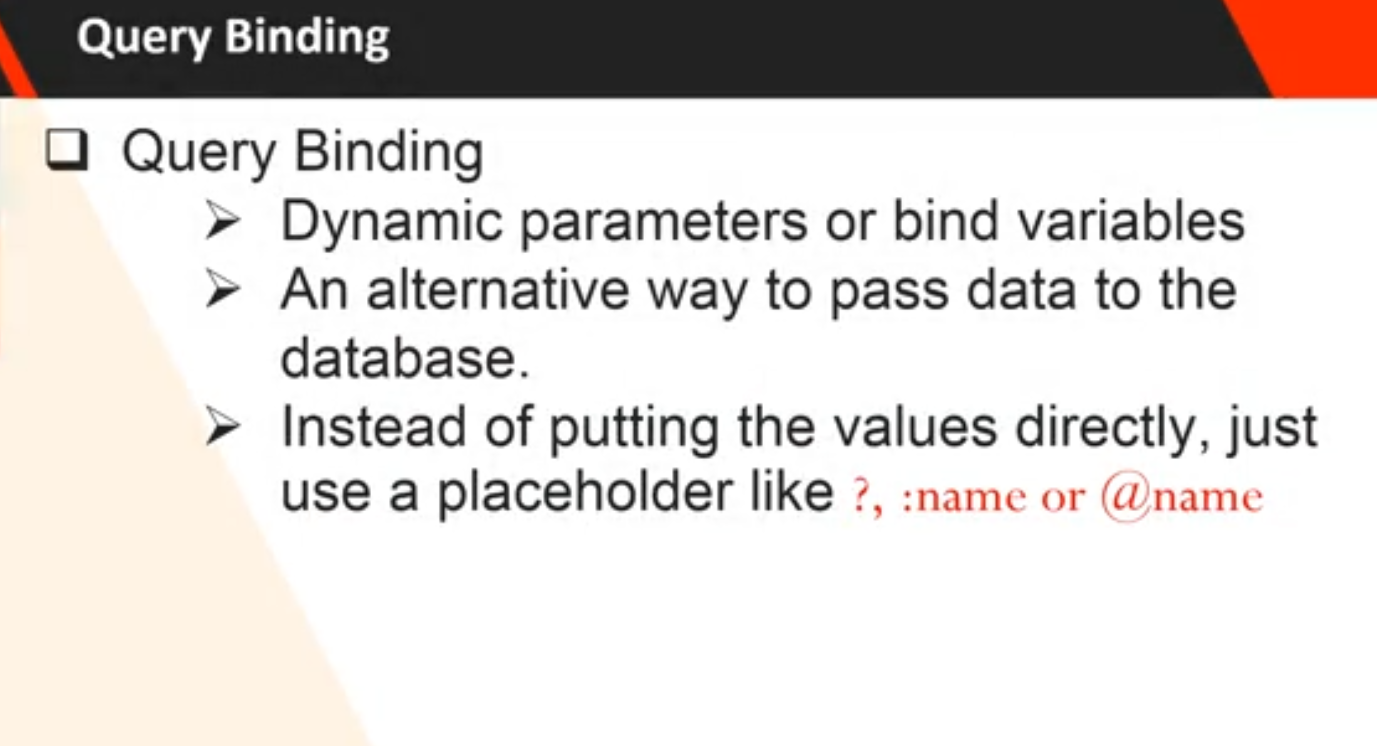 Query Binding
❑ Query Binding
➢ Dynamic parameters or bind variables
➢ An alternative way to pass data to the
database.
➢ Instead of putting the values directly, just
use a placeholder like ?, :name or @name